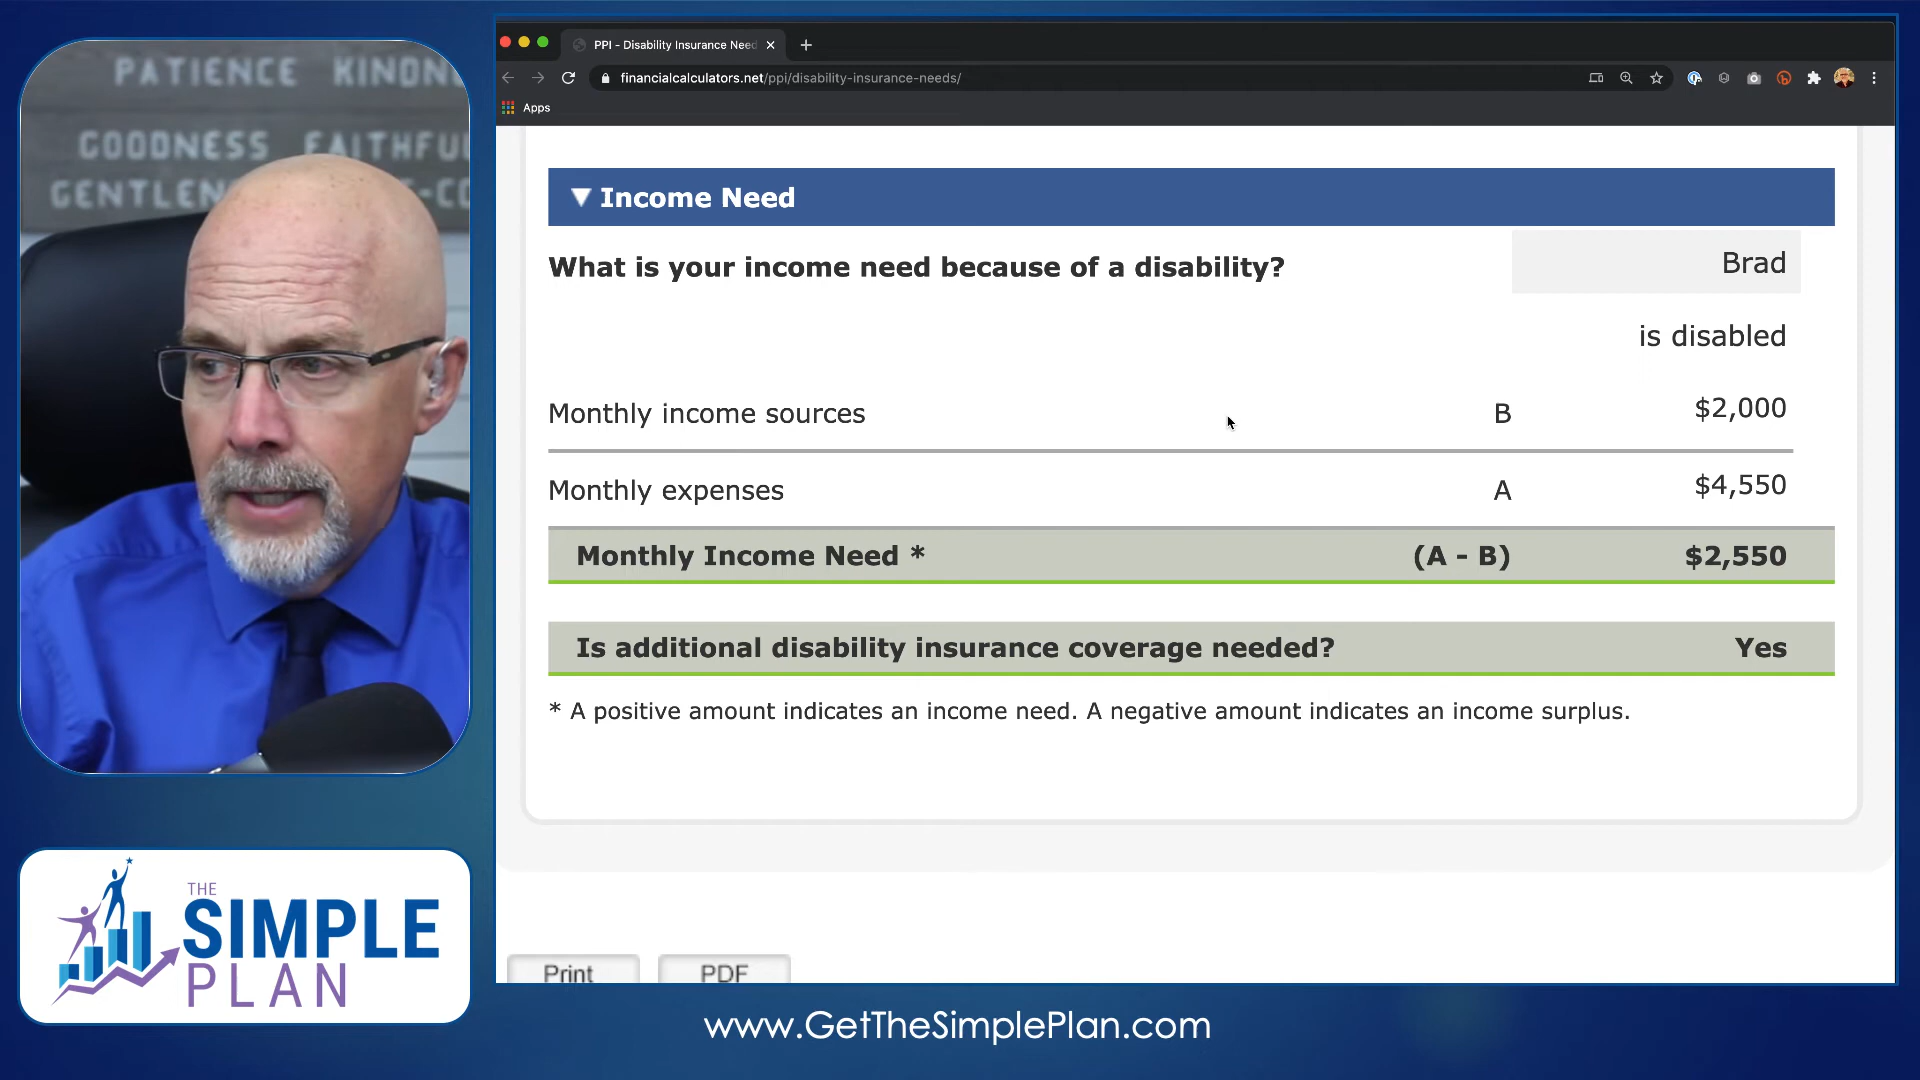 PATIENCE KINDN
GOODNESS FAITHFUL
GENTLEN -CO
THE
SIMPLE
PLAN
PPI - Disability Insurance Need
financialcalculators.net/ppi/disability-insurance-needs/
Apps
▼ Income Need
What is your income need because of a disability? Brad
is disabled
Monthly income sources B $2,000
Monthly expenses A $4,550
Monthly Income Need * (A - B) $2,550
Is additional disability insurance coverage needed? Yes
* A positive amount indicates an income need. A negative amount indicates an income surplus.
Print PDF
www.GetTheSimplePlan.com